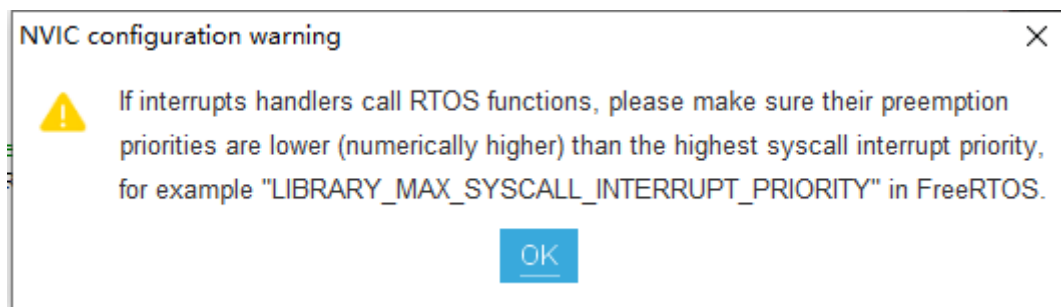 NVIC configuration warning
If interrupts handlers call RTOS functions, please make sure their preemption
priorities are lower (numerically higher) than the highest syscall interrupt priority,
for example "LIBRARY_MAX_SYSCALL_INTERRUPT_PRIORITY" in FreeRTOS.
OK